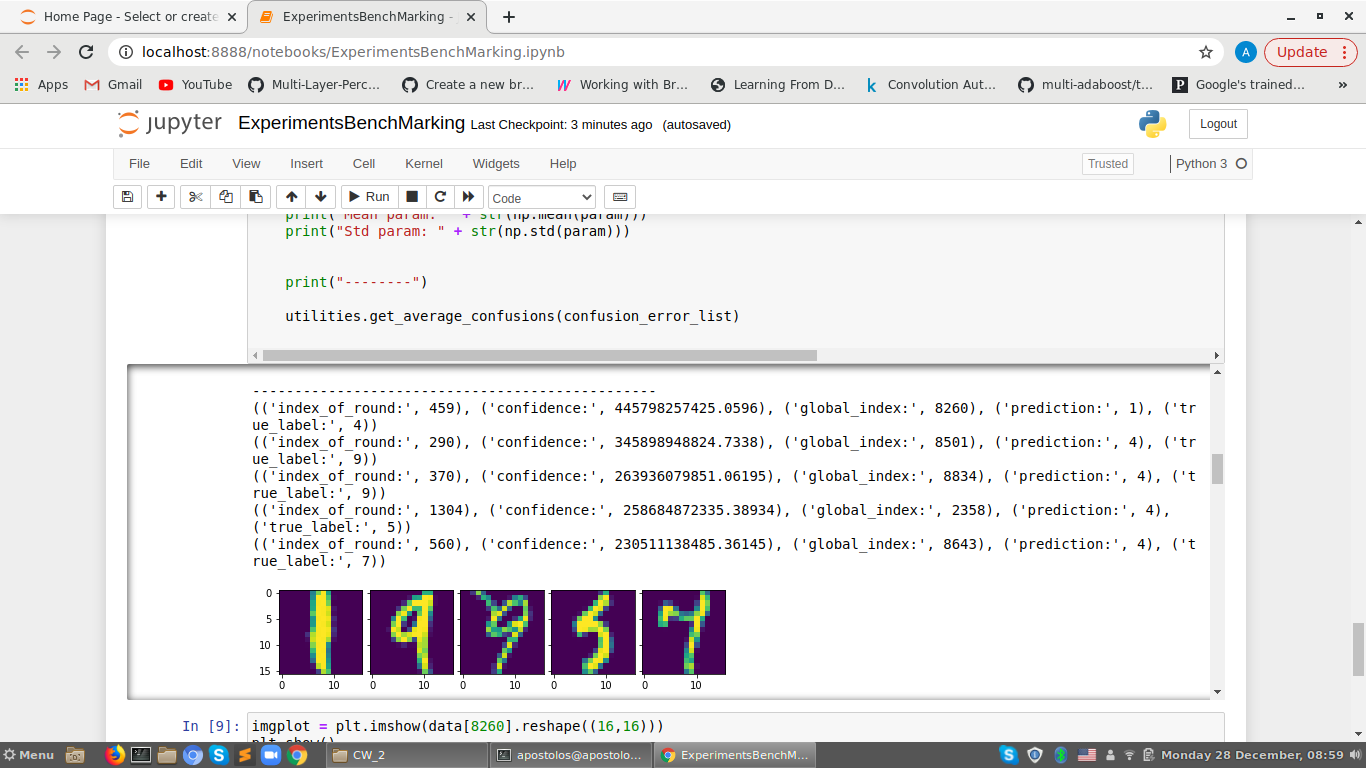 Home Page - Select or create
ExperimentsBenchMarking -
localhost:8888/notebooks/ExperimentsBenchMarking.ipynb
A
Update
Apps
Gmail
YouTube
Multi-Layer-Perc...
Create a new br...
Working with Br...
Learning From D...
Convolution Aut...
multi-adaboost/t...
Google's trained...
»
jupyter
ExperimentsBenchMarking Last Checkpoint: 3 minutes ago (autosaved)
Logout
File Edit View Insert Cell Kernel Widgets Help
Trusted
Python 3
Run
Code
print("Mean param: " + str(np.mean(param)))
print("Std param: " + str(np.std(param)))
print("--------")
utilities.get_average_confusions(confusion_error_list)
-------------------------------------------------
(('index_of_round:', 459), ('confidence:', 445798257425.0596), ('global_index:', 8260), ('prediction:', 1), ('tr
ue_label:', 4))
(('index_of_round:', 290), ('confidence:', 345898948824.7338), ('global_index:', 8501), ('prediction:', 4), ('tr
ue_label:', 9))
(('index_of_round:', 370), ('confidence:', 263936079851.06195), ('global_index:', 8834), ('prediction:', 4), ('t
rue_label:', 9))
(('index_of_round:', 1304), ('confidence:', 258684872335.38934), ('global_index:', 2358), ('prediction:', 4),
('true_label:', 5))
(('index_of_round:', 560), ('confidence:', 230511138485.36145), ('global_index:', 8643), ('prediction:', 4), ('t
rue_label:', 7))
0
5
10
15
0 10 0 10 0 10 0 10 0 10
In [9]:
imgplot = plt.imshow(data[8260].reshape((16,16)))
plt.show()
Menu
CW_2
apostolos@apostolo...
ExperimentsBenchM...
Monday 28 December, 08:59